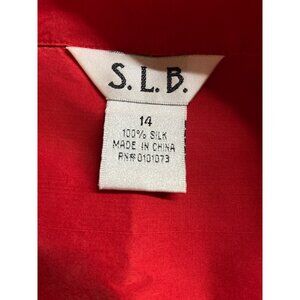 S.L.B.
14
100% SILK
MADE IN CHINA
RN#0101073